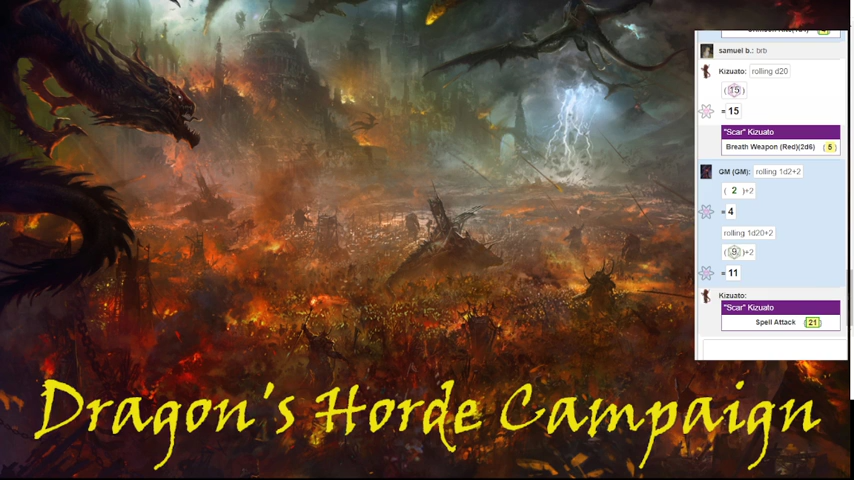 samuel b.: brb
Kizuato: rolling d20
(15)
= 15
"Scar" Kizuato
Breath Weapon (Red)(2d6) (5)
GM (GM): rolling 1d2+2
(2)+2
= 4
rolling 1d20+2
(9)+2
= 11
Kizuato:
"Scar" Kizuato
Spell Attack (21)
Dragon's Horde Campaign